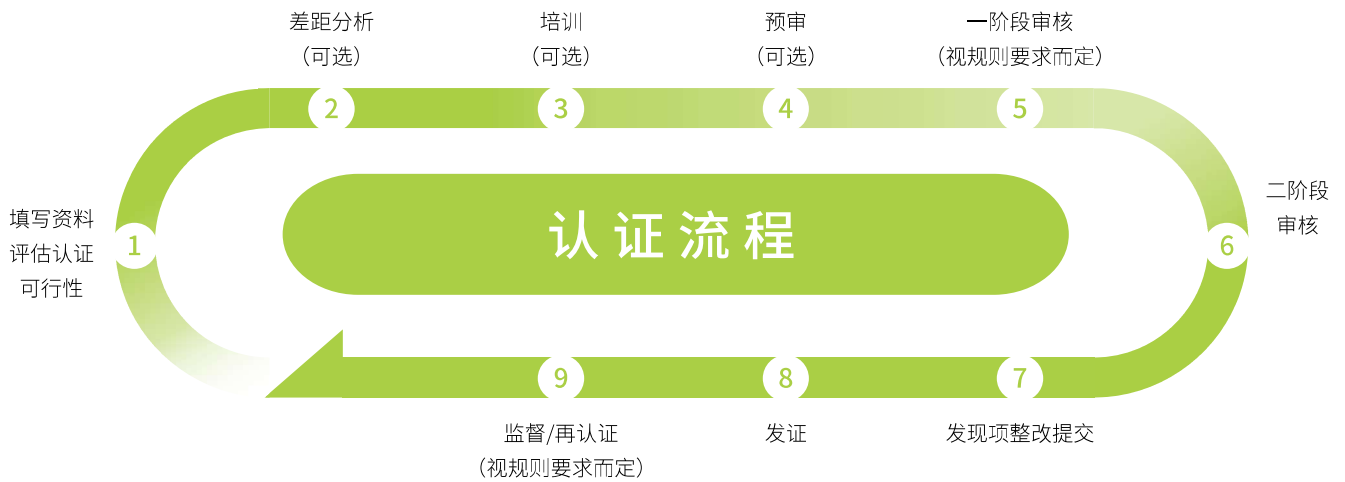 差距分析
（可选）
2
培训
（可选）
3
预审
（可选）
4
一阶段审核
（视规则要求而定）
5
填写资料
评估认证
可行性
1
认证流程
二阶段
审核
6
9
监督/再认证
（视规则要求而定）
8
发证
7
发现项整改提交